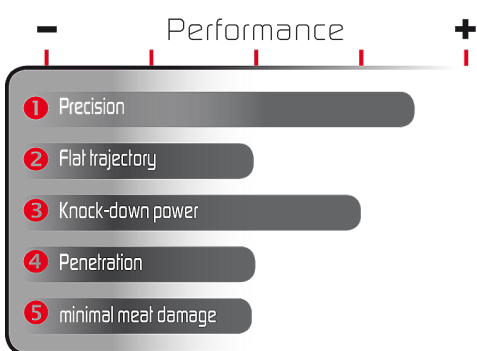 - Performance +
1 Precision
2 Flat trajectory
3 Knock-down power
4 Penetration
5 minimal meat damage